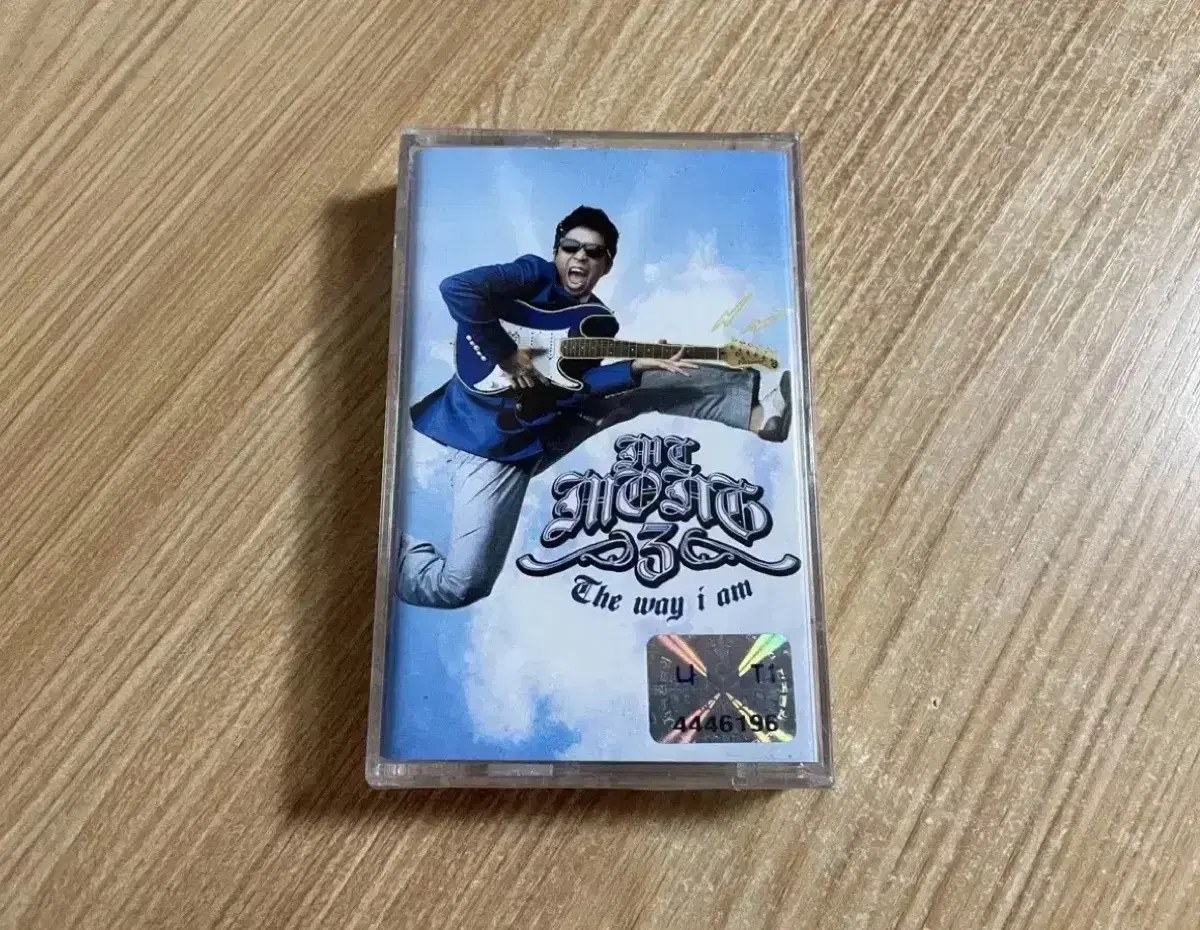 MC
MONG
3
The way i am
T1
4446196